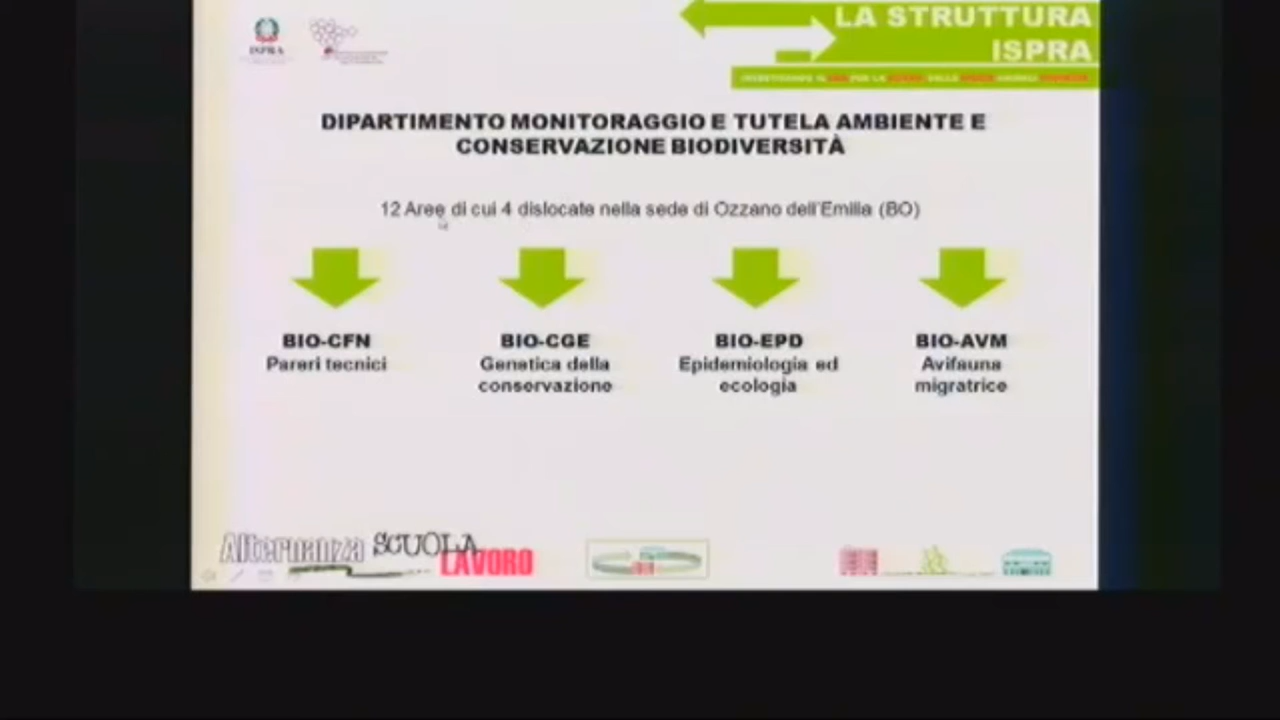 ISPRA
LA STRUTTURA
ISPRA
DIPARTIMENTO MONITORAGGIO E TUTELA AMBIENTE E
CONSERVAZIONE BIODIVERSITÀ
12 Aree di cui 4 dislocate nella sede di Ozzano dell'Emilia (BO)
BIO-CFN
Pareri tecnici
BIO-CGE
Genetica della
conservazione
BIO-EPD
Epidemiologia ed
ecologia
BIO-AVM
Avifauna
migratrice
Alternanza SCUOLA
LAVORO